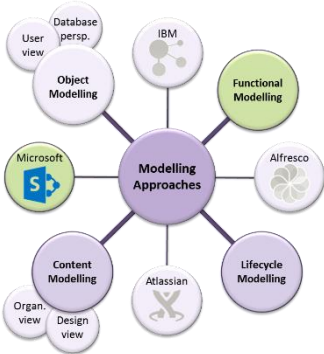 Database
persp.
User
view
IBM
Object
Modelling
Functional
Modelling
Microsoft
S
Modelling
Approaches
Alfresco
Content
Modelling
Lifecycle
Modelling
Atlassian
Organ.
view
Design
view